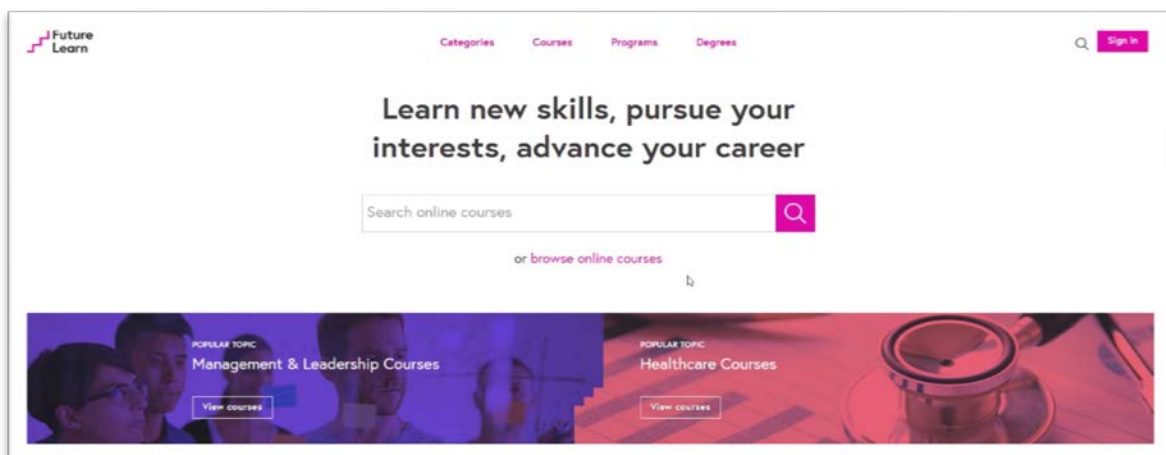 Future
Learn
Categories Courses Programs Degrees
Sign in
Learn new skills, pursue your
interests, advance your career
Search online courses
or browse online courses
POPULAR TOPIC
Management & Leadership Courses
View courses
POPULAR TOPIC
Healthcare Courses
View courses